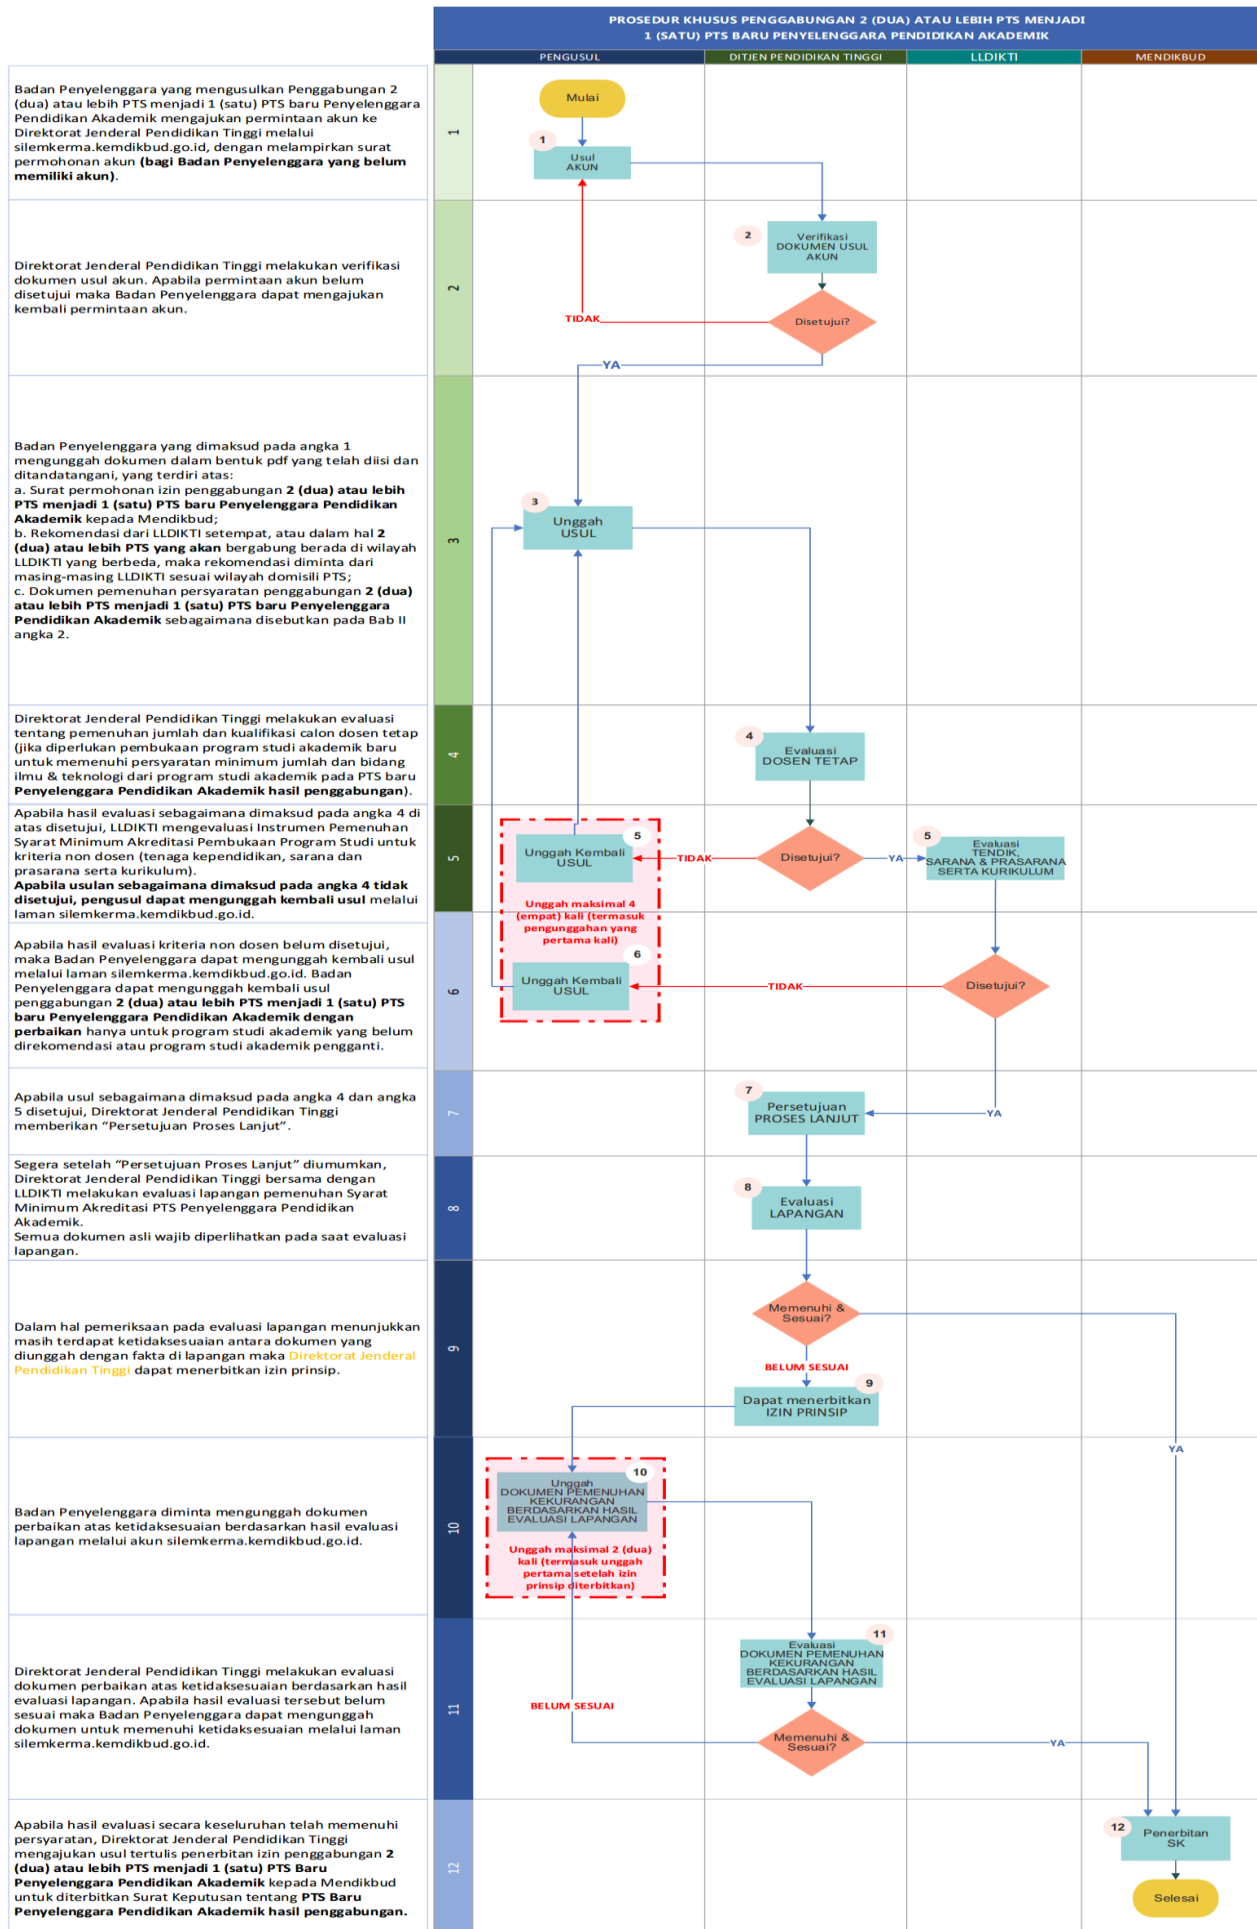 PROSEDUR KHUSUS PENGGABUNGAN 2 (DUA) ATAU LEBIH PTS MENJADI
1 (SATU) PTS BARU PENYELENGGARA PENDIDIKAN AKADEMIK
PENGUSUL
DITJEN PENDIDIKAN TINGGI
LLDIKTI
MENDIKBUD
Badan Penyelenggara yang mengusulkan Penggabungan 2
(dua) atau lebih PTS menjadi 1 (satu) PTS baru Penyelenggara
Pendidikan Akademik mengajukan permintaan akun ke
Direktorat Jenderal Pendidikan Tinggi melalui
silemkerma.kemdikbud.go.id, dengan melampirkan surat
permohonan akun (bagi Badan Penyelenggara yang belum
memiliki akun).
1
Mulai
1
Usul
AKUN
Direktorat Jenderal Pendidikan Tinggi melakukan verifikasi
dokumen usul akun. Apabila permintaan akun belum
disetujui maka Badan Penyelenggara dapat mengajukan
kembali permintaan akun.
2
2
Verifikasi
DOKUMEN USUL
AKUN
Disetujui?
TIDAK
YA
Badan Penyelenggara yang dimaksud pada angka 1
mengunggah dokumen dalam bentuk pdf yang telah diisi dan
ditandatangani, yang terdiri atas:
a. Surat permohonan izin penggabungan 2 (dua) atau lebih
PTS menjadi 1 (satu) PTS baru Penyelenggara Pendidikan
Akademik kepada Mendikbud;
b. Rekomendasi dari LLDIKTI setempat, atau dalam hal 2
(dua) atau lebih PTS yang akan bergabung berada di wilayah
LLDIKTI yang berbeda, maka rekomendasi diminta dari
masing-masing LLDIKTI sesuai wilayah domisili PTS;
c. Dokumen pemenuhan persyaratan penggabungan 2 (dua)
atau lebih PTS menjadi 1 (satu) PTS baru Penyelenggara
Pendidikan Akademik sebagaimana disebutkan pada Bab II
angka 2.
3
3
Unggah
USUL
Direktorat Jenderal Pendidikan Tinggi melakukan evaluasi
tentang pemenuhan jumlah dan kualifikasi calon dosen tetap
(jika diperlukan pembukaan program studi akademik baru
untuk memenuhi persyaratan minimum jumlah dan bidang
ilmu & teknologi dari program studi akademik pada PTS baru
Penyelenggara Pendidikan Akademik hasil penggabungan).
4
4
Evaluasi
DOSEN TETAP
Apabila hasil evaluasi sebagaimana dimaksud pada angka 4 di
atas disetujui, LLDIKTI mengevaluasi Instrumen Pemenuhan
Syarat Minimum Akreditasi Pembukaan Program Studi untuk
kriteria non dosen (tenaga kependidikan, sarana dan
prasarana serta kurikulum).
Apabila usulan sebagaimana dimaksud pada angka 4 tidak
disetujui, pengusul dapat mengunggah kembali usul melalui
laman silemkerma.kemdikbud.go.id.
5
5
Unggah Kembali
USUL
TIDAK
Disetujui?
YA
5
Evaluasi
TENDIK,
SARANA & PRASARANA
SERTA KURIKULUM
Unggah maksimal 4
(empat) kali (termasuk
pengunggahan yang
pertama kali)
Apabila hasil evaluasi kriteria non dosen belum disetujui,
maka Badan Penyelenggara dapat mengunggah kembali usul
melalui laman silemkerma.kemdikbud.go.id. Badan
Penyelenggara dapat mengunggah kembali usul
penggabungan 2 (dua) atau lebih PTS menjadi 1 (satu) PTS
baru Penyelenggara Pendidikan Akademik dengan
perbaikan hanya untuk program studi akademik yang belum
direkomendasi atau program studi akademik pengganti.
6
6
Unggah Kembali
USUL
TIDAK
Disetujui?
Apabila usul sebagaimana dimaksud pada angka 4 dan angka
5 disetujui, Direktorat Jenderal Pendidikan Tinggi
memberikan “Persetujuan Proses Lanjut”.
7
7
Persetujuan
PROSES LANJUT
YA
Segera setelah “Persetujuan Proses Lanjut” diumumkan,
Direktorat Jenderal Pendidikan Tinggi bersama dengan
LLDIKTI melakukan evaluasi lapangan pemenuhan Syarat
Minimum Akreditasi PTS Penyelenggara Pendidikan
Akademik.
Semua dokumen asli wajib diperlihatkan pada saat evaluasi
lapangan.
8
8
Evaluasi
LAPANGAN
Dalam hal pemeriksaan pada evaluasi lapangan menunjukkan
masih terdapat ketidaksesuaian antara dokumen yang
diunggah dengan fakta di lapangan maka Direktorat Jenderal
Pendidikan Tinggi dapat menerbitkan izin prinsip.
9
Memenuhi &
Sesuai?
BELUM SESUAI
9
Dapat menerbitkan
IZIN PRINSIP
YA
Badan Penyelenggara diminta mengunggah dokumen
perbaikan atas ketidaksesuaian berdasarkan hasil evaluasi
lapangan melalui akun silemkerma.kemdikbud.go.id.
10
10
Unggah
DOKUMEN PEMENUHAN
KEKURANGAN
BERDASARKAN HASIL
EVALUASI LAPANGAN
Unggah maksimal 2 (dua)
kali (termasuk unggah
pertama setelah izin
prinsip diterbitkan)
Direktorat Jenderal Pendidikan Tinggi melakukan evaluasi
dokumen perbaikan atas ketidaksesuaian berdasarkan hasil
evaluasi lapangan. Apabila hasil evaluasi tersebut belum
sesuai maka Badan Penyelenggara dapat mengunggah
dokumen untuk memenuhi ketidaksesuaian melalui laman
silemkerma.kemdikbud.go.id.
11
11
Evaluasi
DOKUMEN PEMENUHAN
KEKURANGAN
BERDASARKAN HASIL
EVALUASI LAPANGAN
BELUM SESUAI
Memenuhi &
Sesuai?
YA
Apabila hasil evaluasi secara keseluruhan telah memenuhi
persyaratan, Direktorat Jenderal Pendidikan Tinggi
mengajukan usul tertulis penerbitan izin penggabungan 2
(dua) atau lebih PTS menjadi 1 (satu) PTS Baru
Penyelenggara Pendidikan Akademik kepada Mendikbud
untuk diterbitkan Surat Keputusan tentang PTS Baru
Penyelenggara Pendidikan Akademik hasil penggabungan.
12
12
Penerbitan
SK
Selesai